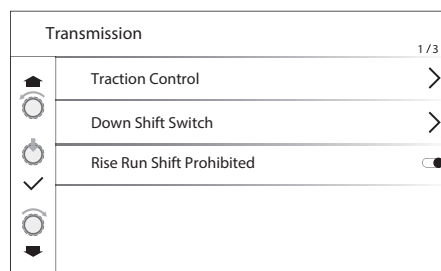 Transmission
1/3
Traction Control
Down Shift Switch
Rise Run Shift Prohibited